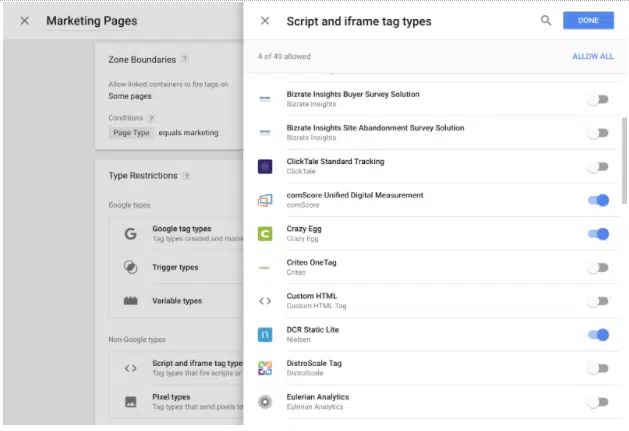 Marketing Pages
Zone Boundaries ?
Allow linked containers to fire tags on
Some pages
Conditions ?
Page Type equals marketing
Type Restrictions ?
Google types
Google tag types
Tag types created and mana
Trigger types
Variable types
Non-Google types
Script and iframe tag type
Tag types that fire scripts or
Pixel types
Tag types that send pixels to
Script and iframe tag types
DONE
4 of 49 allowed
ALLOW ALL
Bizrate Insights Buyer Survey Solution
Bizrate Insights
Bizrate Insights Site Abandonment Survey Solution
Bizrate Insights
ClickTale Standard Tracking
ClickTale
comScore Unified Digital Measurement
comScore
Crazy Egg
Crazy Egg
Criteo OneTag
Criteo
Custom HTML
Custom HTML Tag
DCR Static Lite
Nielsen
DistroScale Tag
DistroScale
Eulerian Analytics
Eulerian Analytics